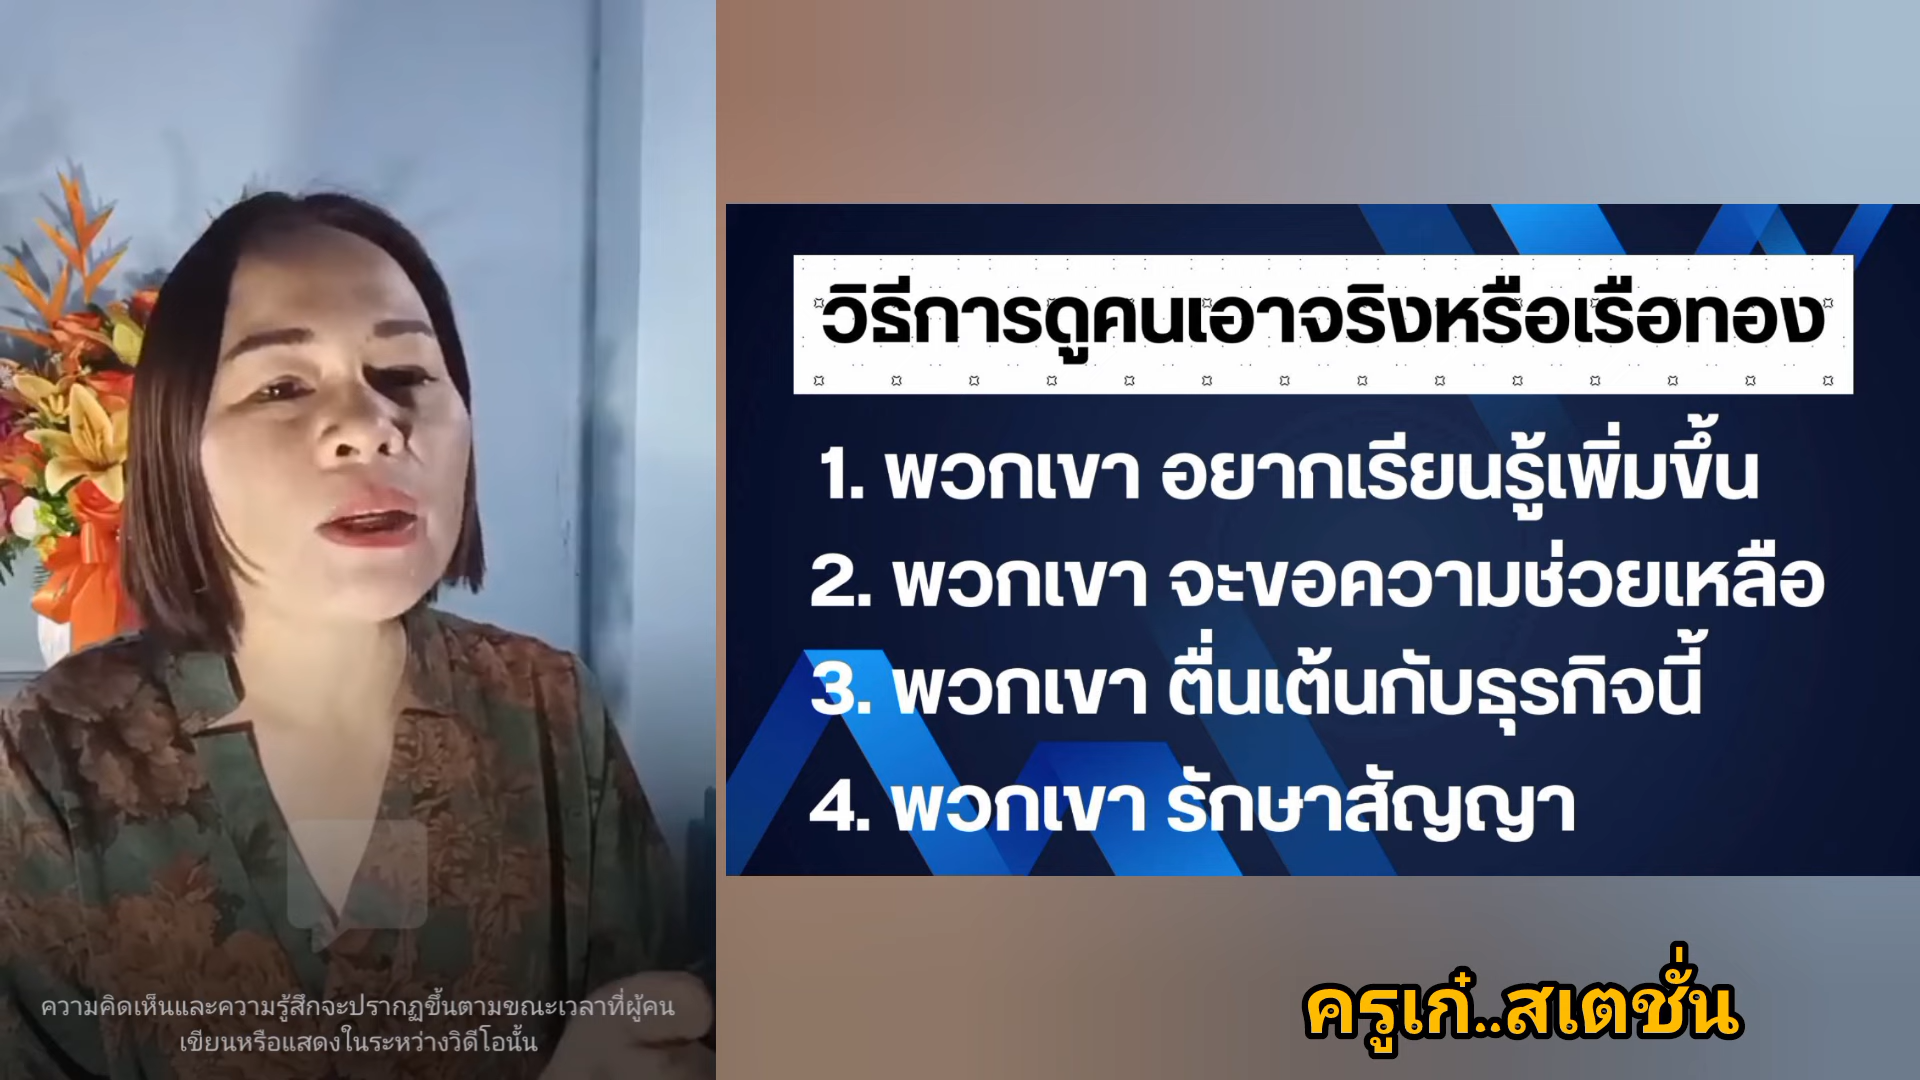 วิธีการดูคนเอาจริงหรือเรือทอง
1. พวกเขา อยากเรียนรู้เพิ่มขึ้น
2. พวกเขา จะขอความช่วยเหลือ
3. พวกเขา ตื่นเต้นกับธุรกิจนี้
4. พวกเขา รักษาสัญญา
ความคิดเห็นและความรู้สึกจะปรากฏขึ้นตามขณะเวลาที่ผู้คน
เขียนหรือแสดงในระหว่างวิดีโอนั้น
ครูเก๋..สเตชั่น